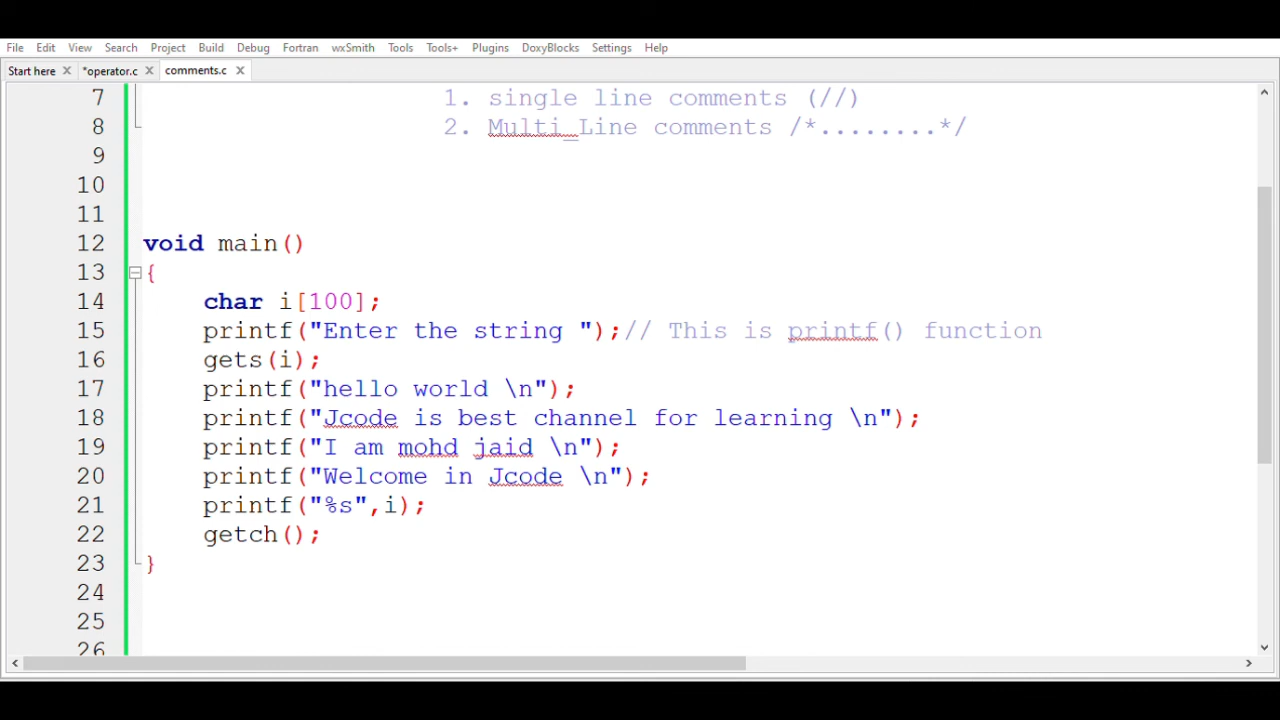 File Edit View Search Project Build Debug Fortran wxSmith Tools Tools+ Plugins DoxyBlocks Settings Help
Start here *operator.c comments.c
7 1. single line comments (//)
8 2. Multi_Line comments /*........*/
9
10
11
12 void main()
13 {
14 char i[100];
15 printf("Enter the string ");// This is printf() function
16 gets(i);
17 printf("hello world \n");
18 printf("Jcode is best channel for learning \n");
19 printf("I am mohd jaid \n");
20 printf("Welcome in Jcode \n");
21 printf("%s",i);
22 getch();
23 }
24
25
26